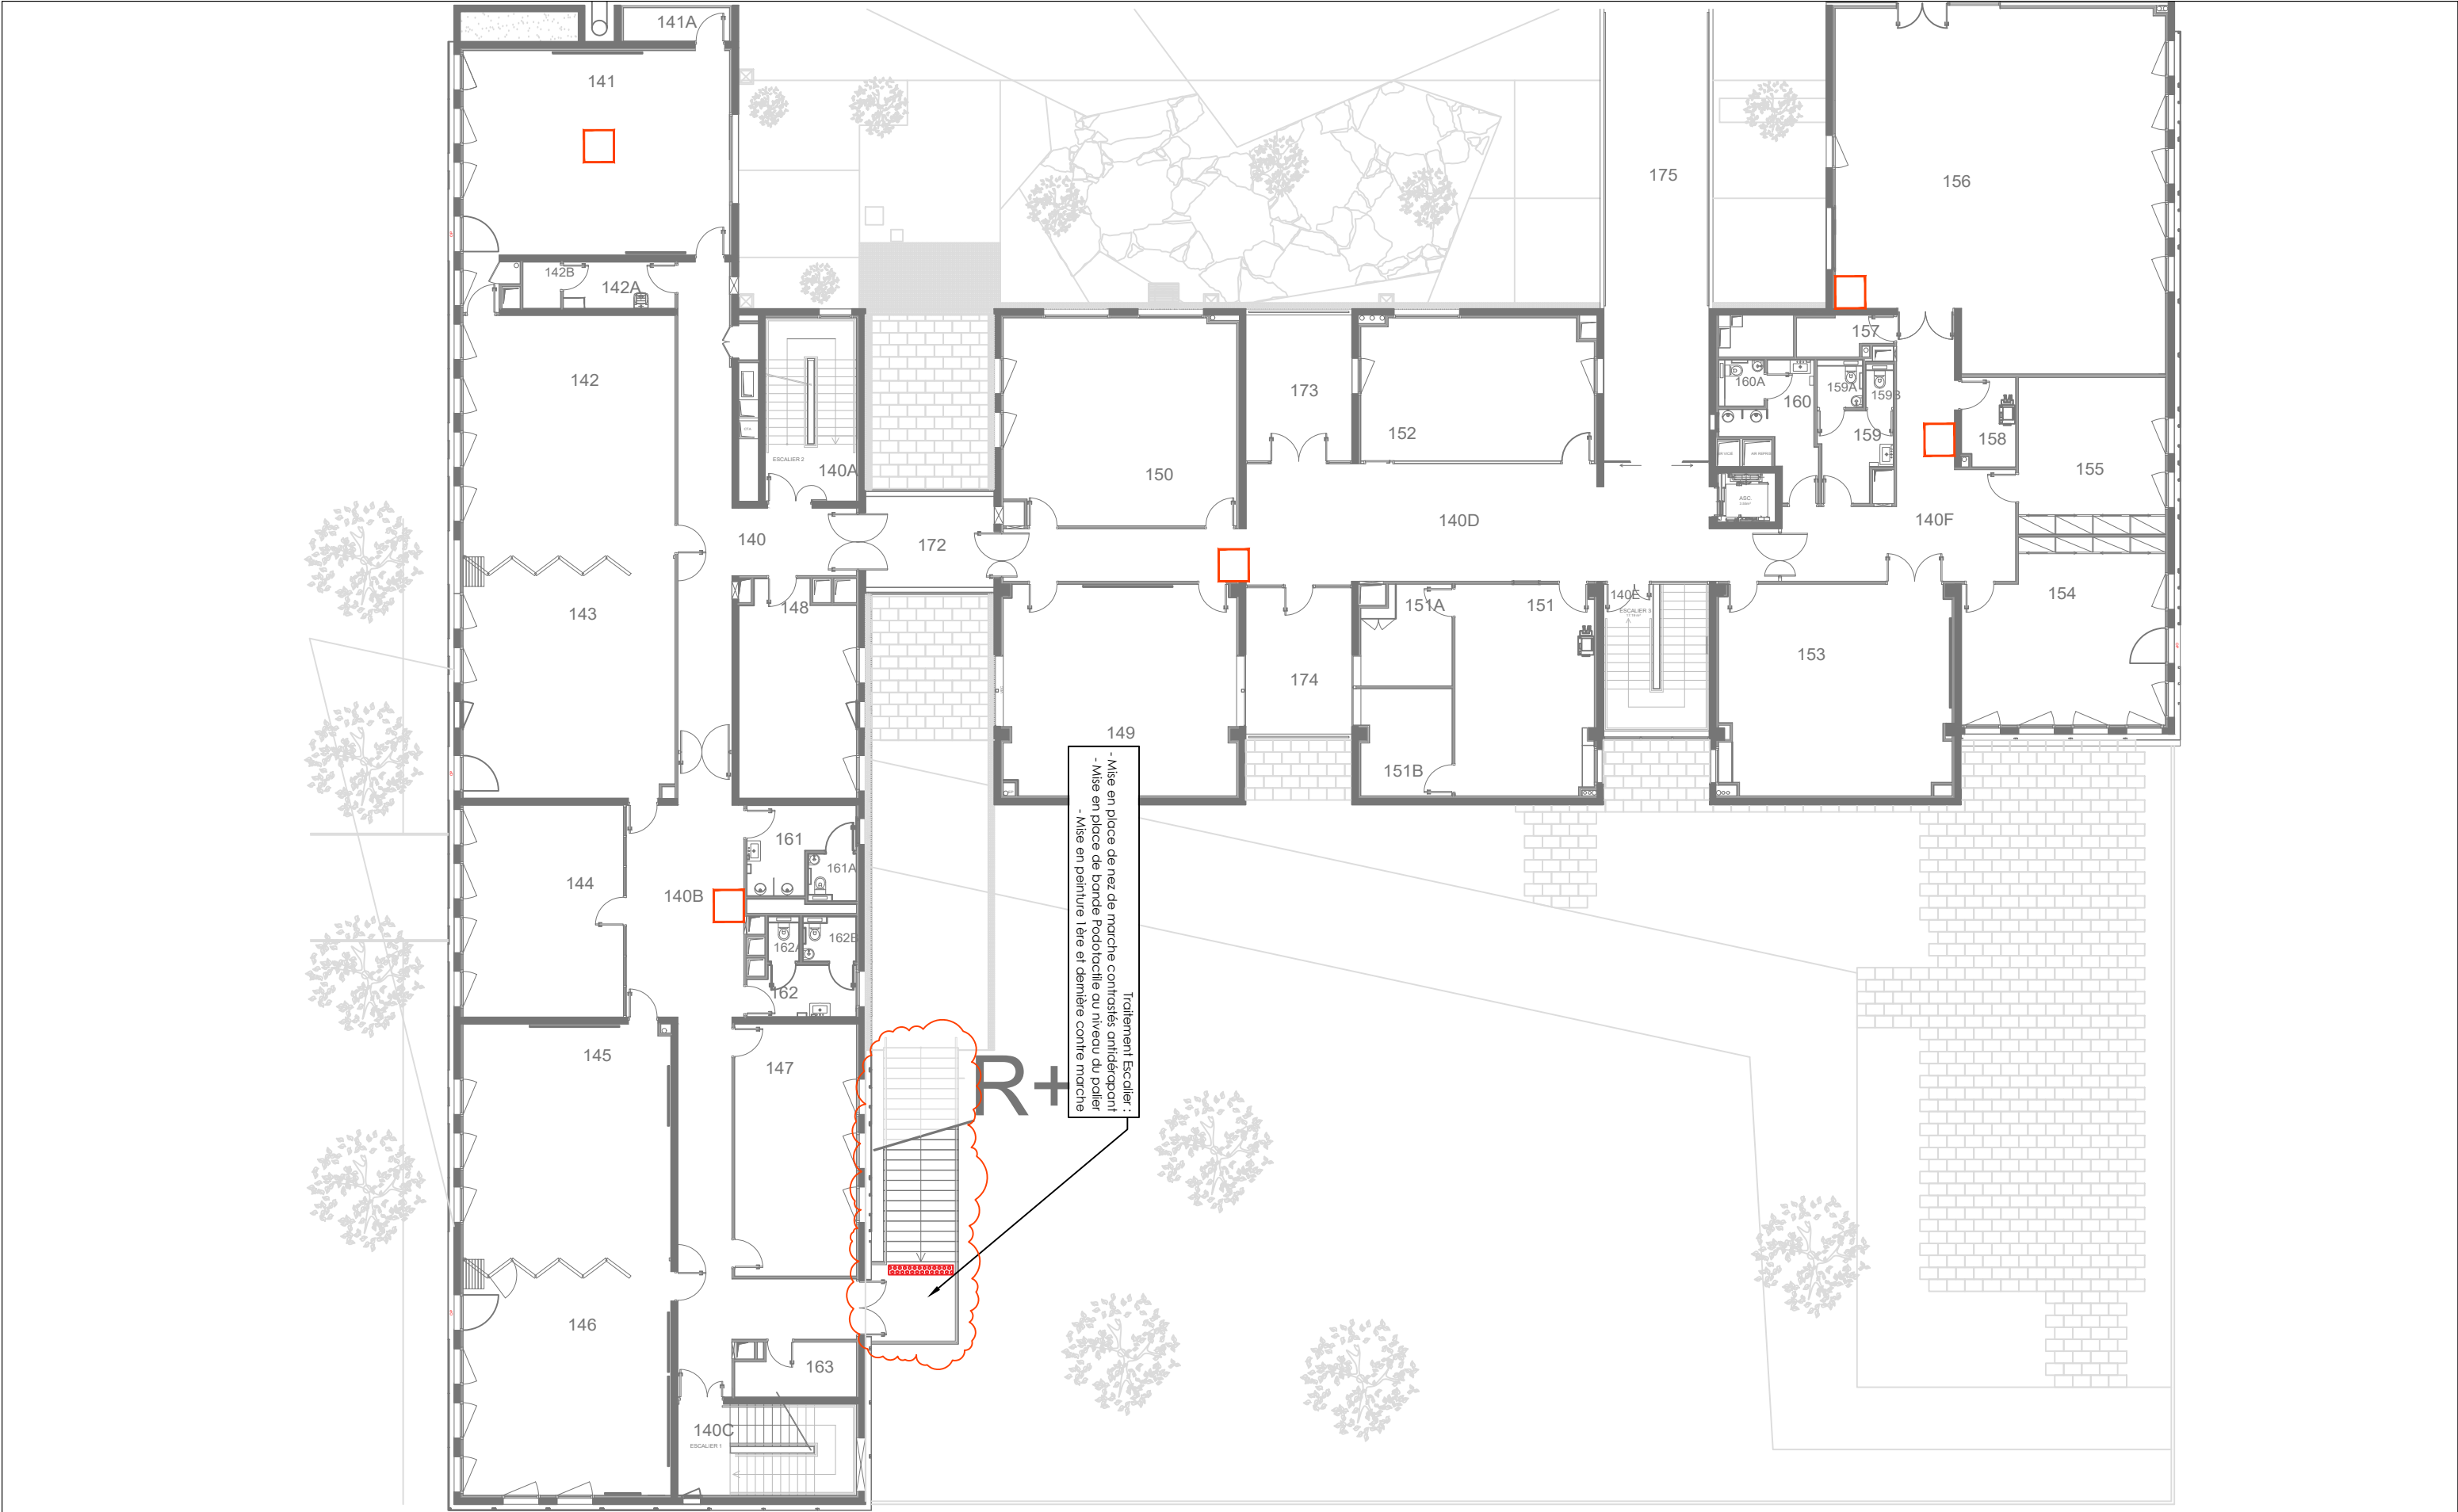 141A
141
175
156
142B
142A
157
142
173
160A
159A
159B
160
152
158
159
ESCALIER 2
140A
150
155
ASC.
140D
140F
140
172
143
148
151A
151
140E
ESCALIER 3
154
153
174
149
151B
Traitement Escalier :
- Mise en place de nez de marche contrastés antidérapant
- Mise en place de bande Podotactile au niveau du palier
- Mise en peinture 1ère et dernière contre marche
161
161A
144
140B
162A
162B
162
145
147
R+
146
163
140C
ESCALIER 1